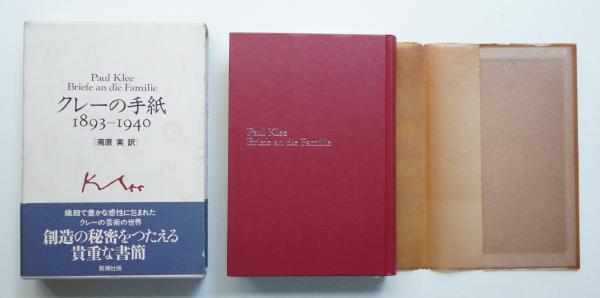 Paul Klee
Briefe an die Familie
クレーの手紙
1893-1940
［南原 実 訳］
Klee
繊細で豊かな感性に包まれた
クレーの芸術の世界
創造の秘密をつたえる
貴重な書簡
新潮社版
Paul Klee
Briefe an die Familie